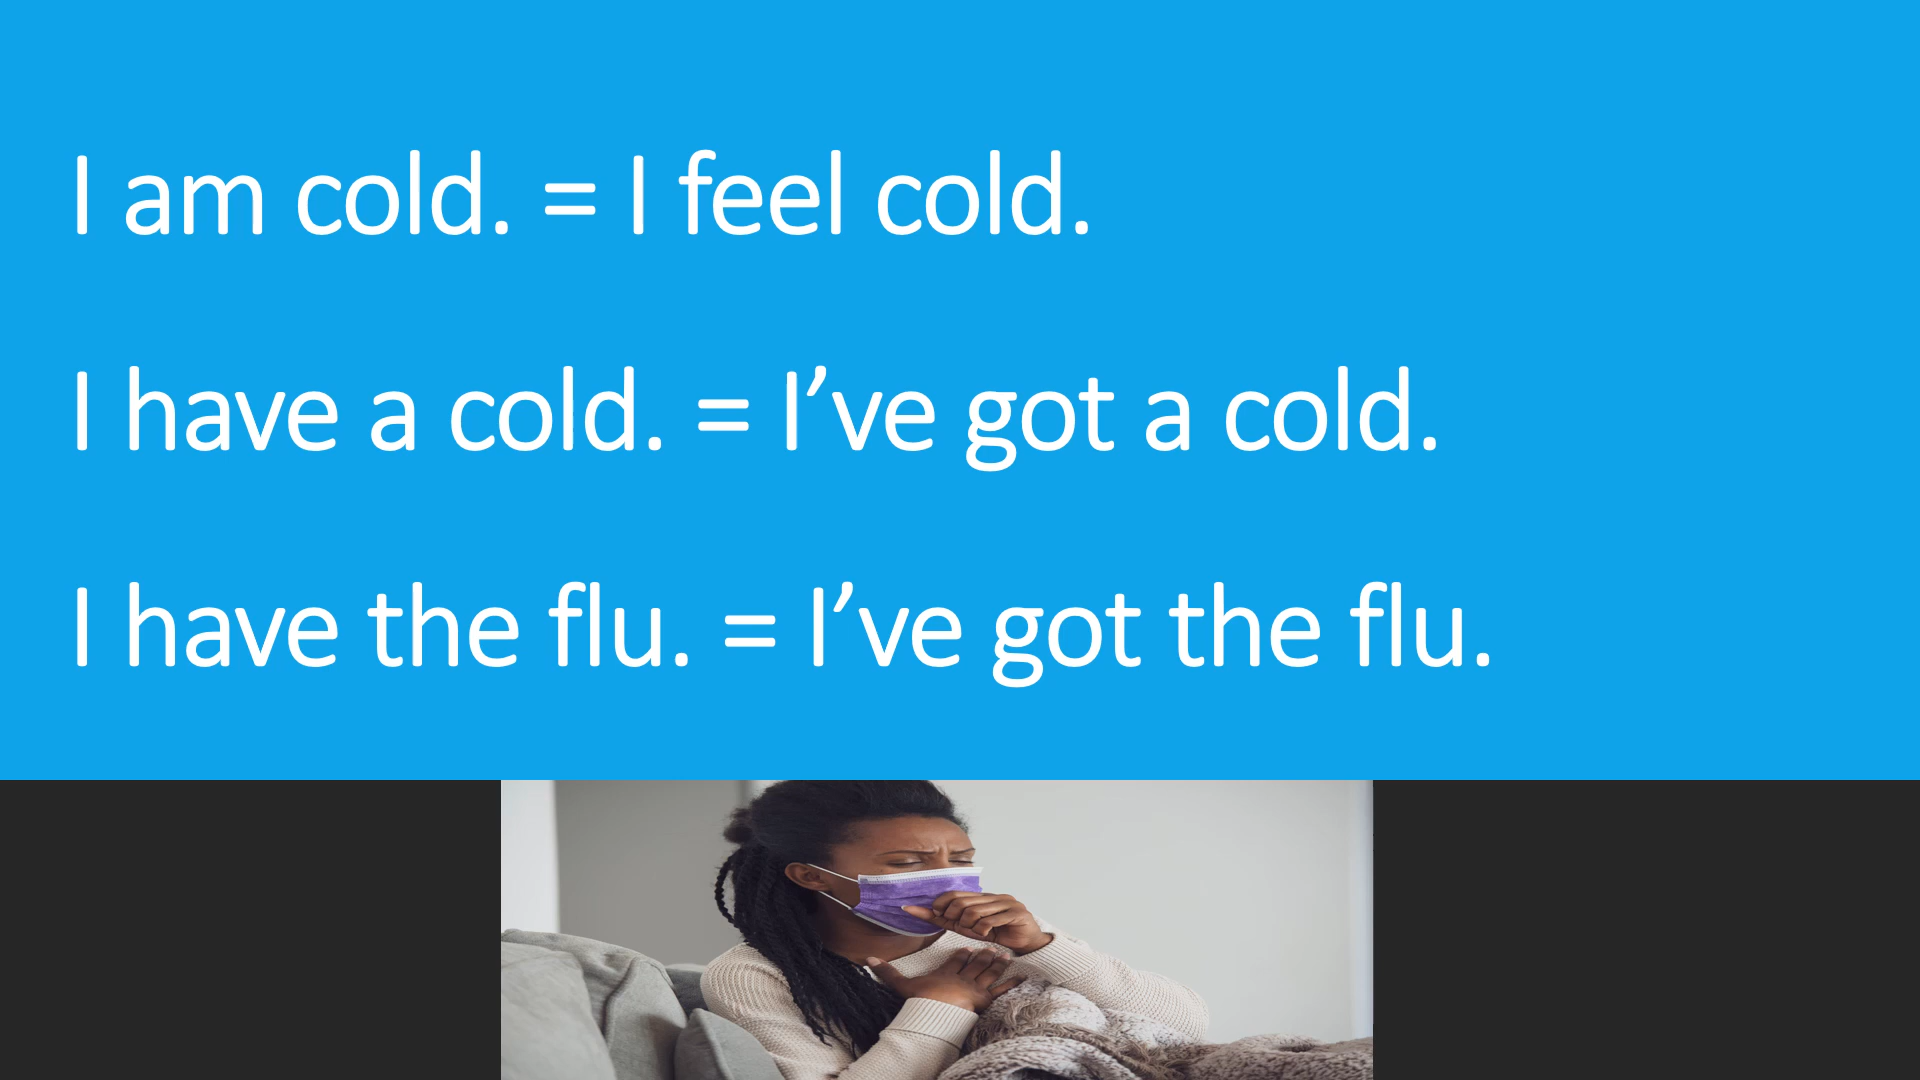 I am cold. = I feel cold.
I have a cold. = I’ve got a cold.
I have the flu. = I’ve got the flu.